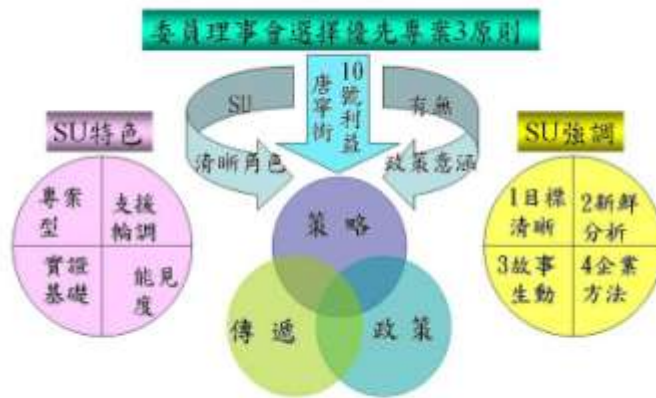 委員理事會選擇優先專案3原則
SU
清晰角色
唐寧街
10號利益
有無
政策意涵
SU特色
專案型
支援輪調
實證基礎
能見度
策略
傳遞
政策
SU強調
1目標清晰
2新鮮分析
3故事生動
4企業方法